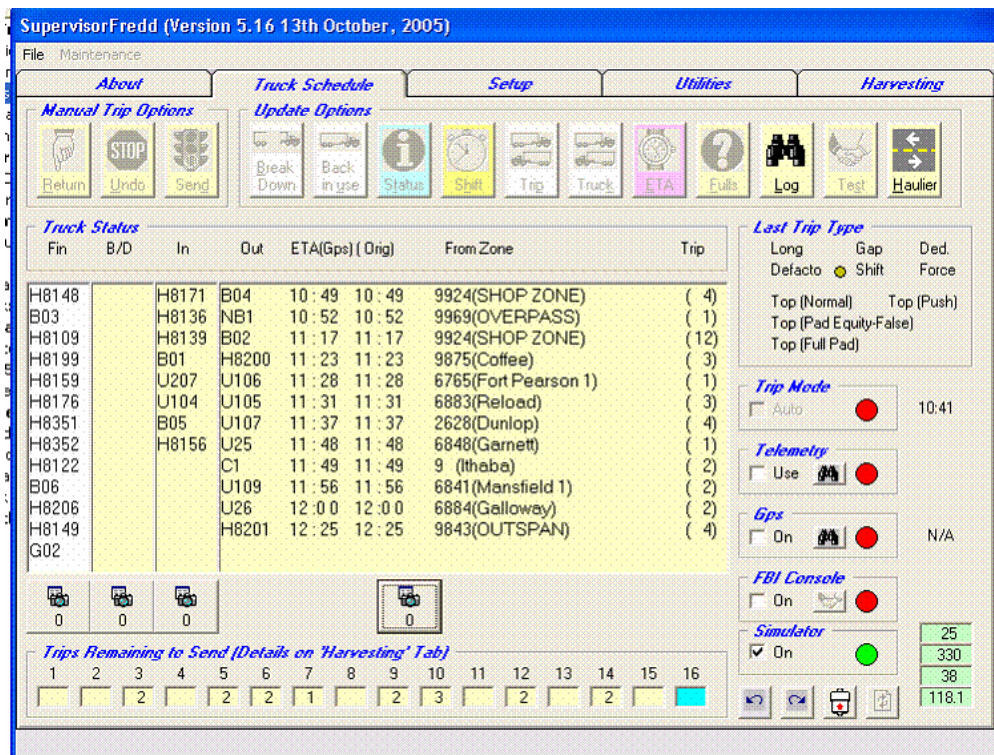 SupervisorFredd (Version 5.16 13th October, 2005)
File Maintenance
About Truck Schedule Setup Utilities Harvesting
Manual Trip Options Update Options
Return Undo Send Break Down Back in use Status Shift Trip Truck ETA Fulls Log Test Haulier
STOP
Truck Status Last Trip Type
Fin B/D In Out ETA(Gps) ( Orig) From Zone Trip
Long Gap Ded.
Defacto Shift Force
Top (Normal) Top (Push)
Top (Pad Equity-False)
Top (Full Pad)
H8148 H8171 B04 10:49 10:49 9924(SHOP ZONE) ( 4)
B03 H8136 NB1 10:52 10:52 9969(OVERPASS) ( 1)
H8109 H8139 B02 11:17 11:17 9924(SHOP ZONE) (12)
H8199 B01 H8200 11:23 11:23 9875(Coffee) ( 3)
H8159 U207 U106 11:28 11:28 6765(Fort Pearson 1) ( 1)
H8176 U104 U105 11:31 11:31 6883(Reload) ( 3)
H8351 B05 U107 11:37 11:37 2628(Dunlop) ( 4)
H8352 H8156 U25 11:48 11:48 6848(Garnett) ( 1)
H8122 C1 11:49 11:49 9 (Ithaba) ( 2)
B06 U109 11:56 11:56 6841(Mansfield 1) ( 2)
H8206 U26 12:00 12:00 6884(Galloway) ( 2)
H8149 H8201 12:25 12:25 9843(OUTSPAN) ( 4)
G02
Trip Mode
Auto 10:41
Telemetry
Use
Gps
On N/A
FBI Console
On
Simulator
On
25
330
38
118.1
0 0 0 0
Trips Remaining to Send (Details on 'Harvesting' Tab)
1 2 3 4 5 6 7 8 9 10 11 12 13 14 15 16
2 2 2 1 2 3 2 2